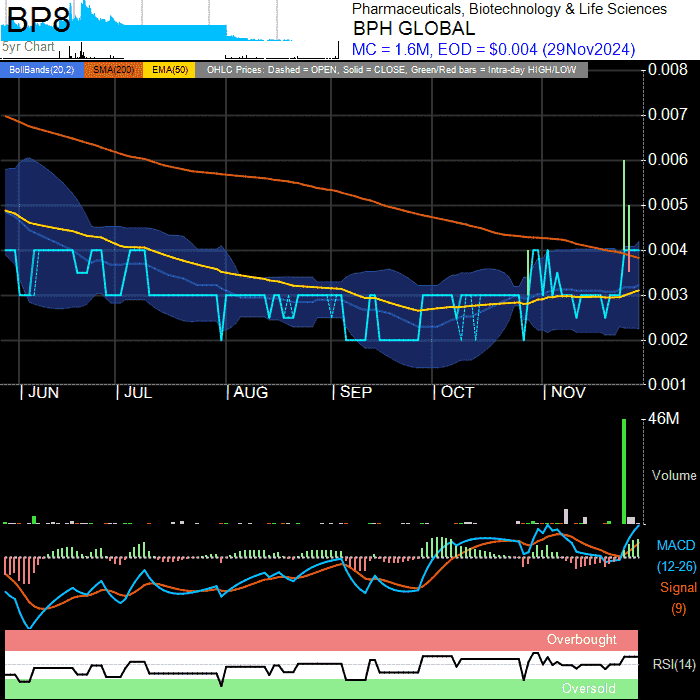 BP8
5yr Chart
Pharmaceuticals, Biotechnology & Life Sciences
BPH GLOBAL
MC = 1.6M, EOD = $0.004 (29Nov2024)
BollBands(20,2) SMA(200) EMA(50) OHLC Prices: Dashed = OPEN, Solid = CLOSE, Green/Red bars = Intra-day HIGH/LOW
0.008
0.007
0.006
0.005
0.004
0.003
0.002
0.001
JUN JUL AUG SEP OCT NOV
46M
Volume
MACD
(12-26)
Signal
(9)
Overbought
RSI(14)
Oversold